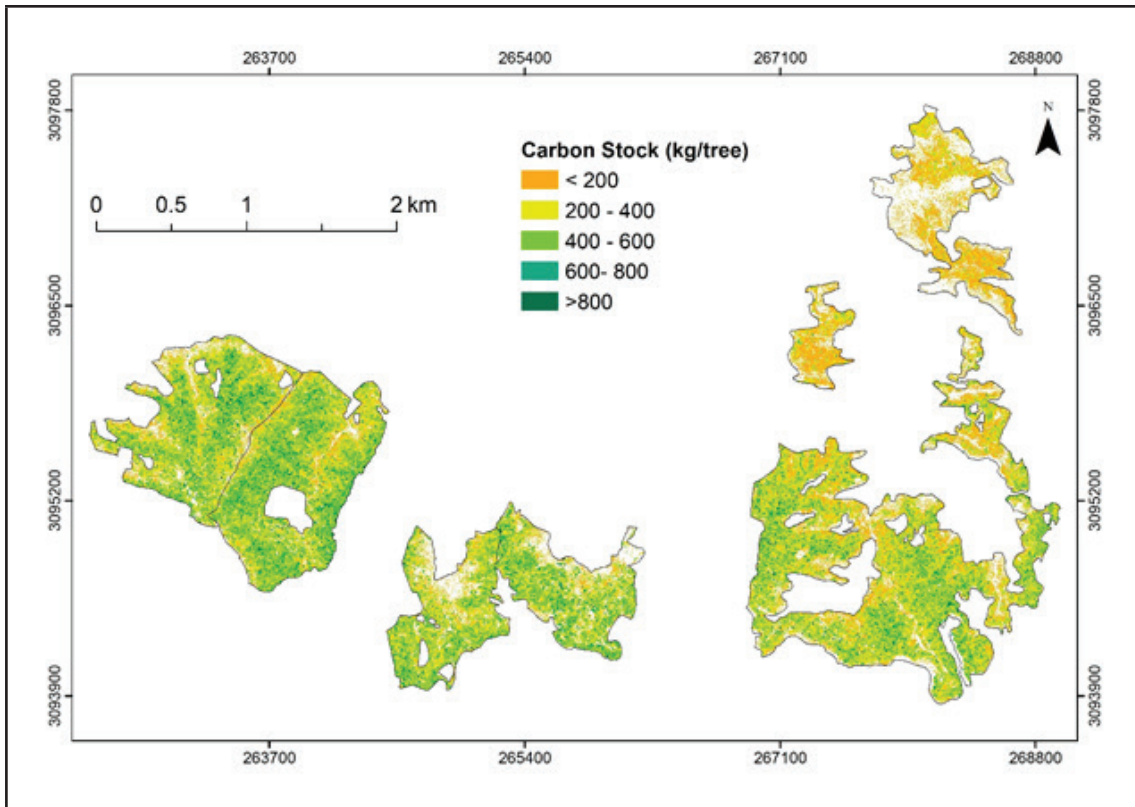 263700 265400 267100 268800
3097800 3097800
N
Carbon Stock (kg/tree)
< 200
0 0.5 1 2 km
200 - 400
400 - 600
600- 800
>800
3096500 3096500
3095200 3095200
3093900 3093900
263700 265400 267100 268800